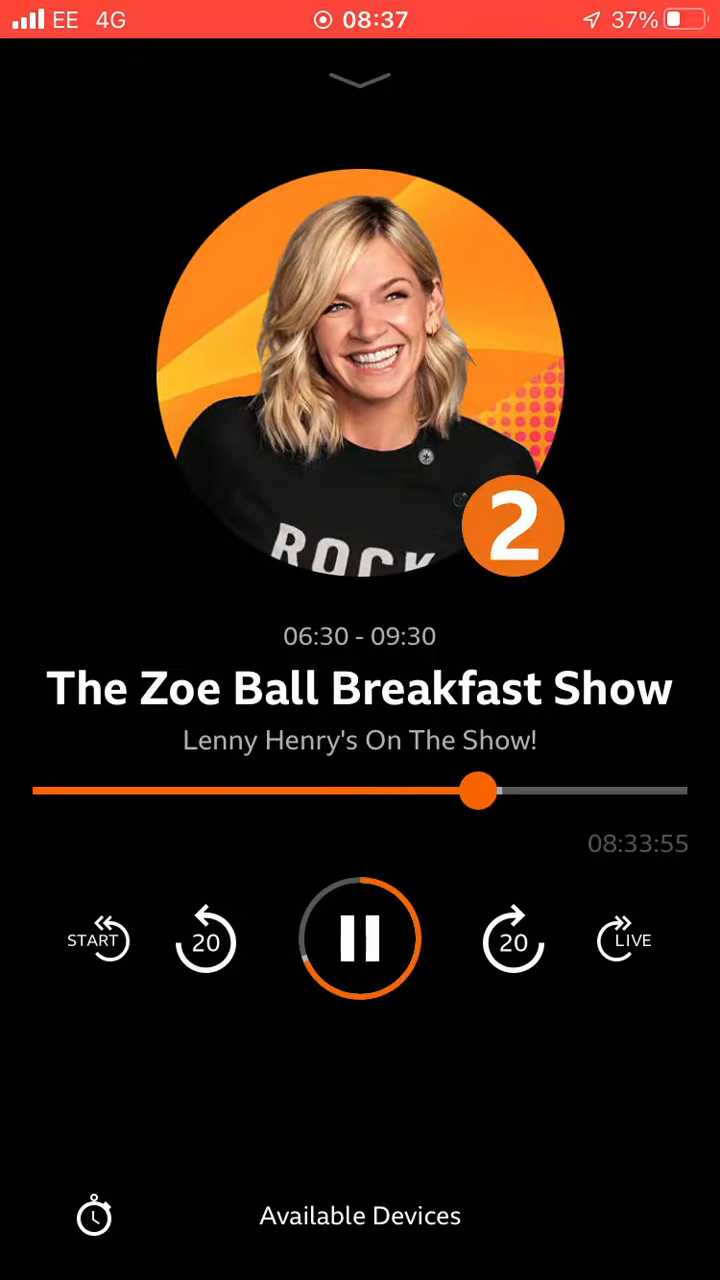 EE 4G 08:37 37%
ROCK
2
06:30 - 09:30
The Zoe Ball Breakfast Show
Lenny Henry's On The Show!
08:33:55
START 20 20 LIVE
Available Devices